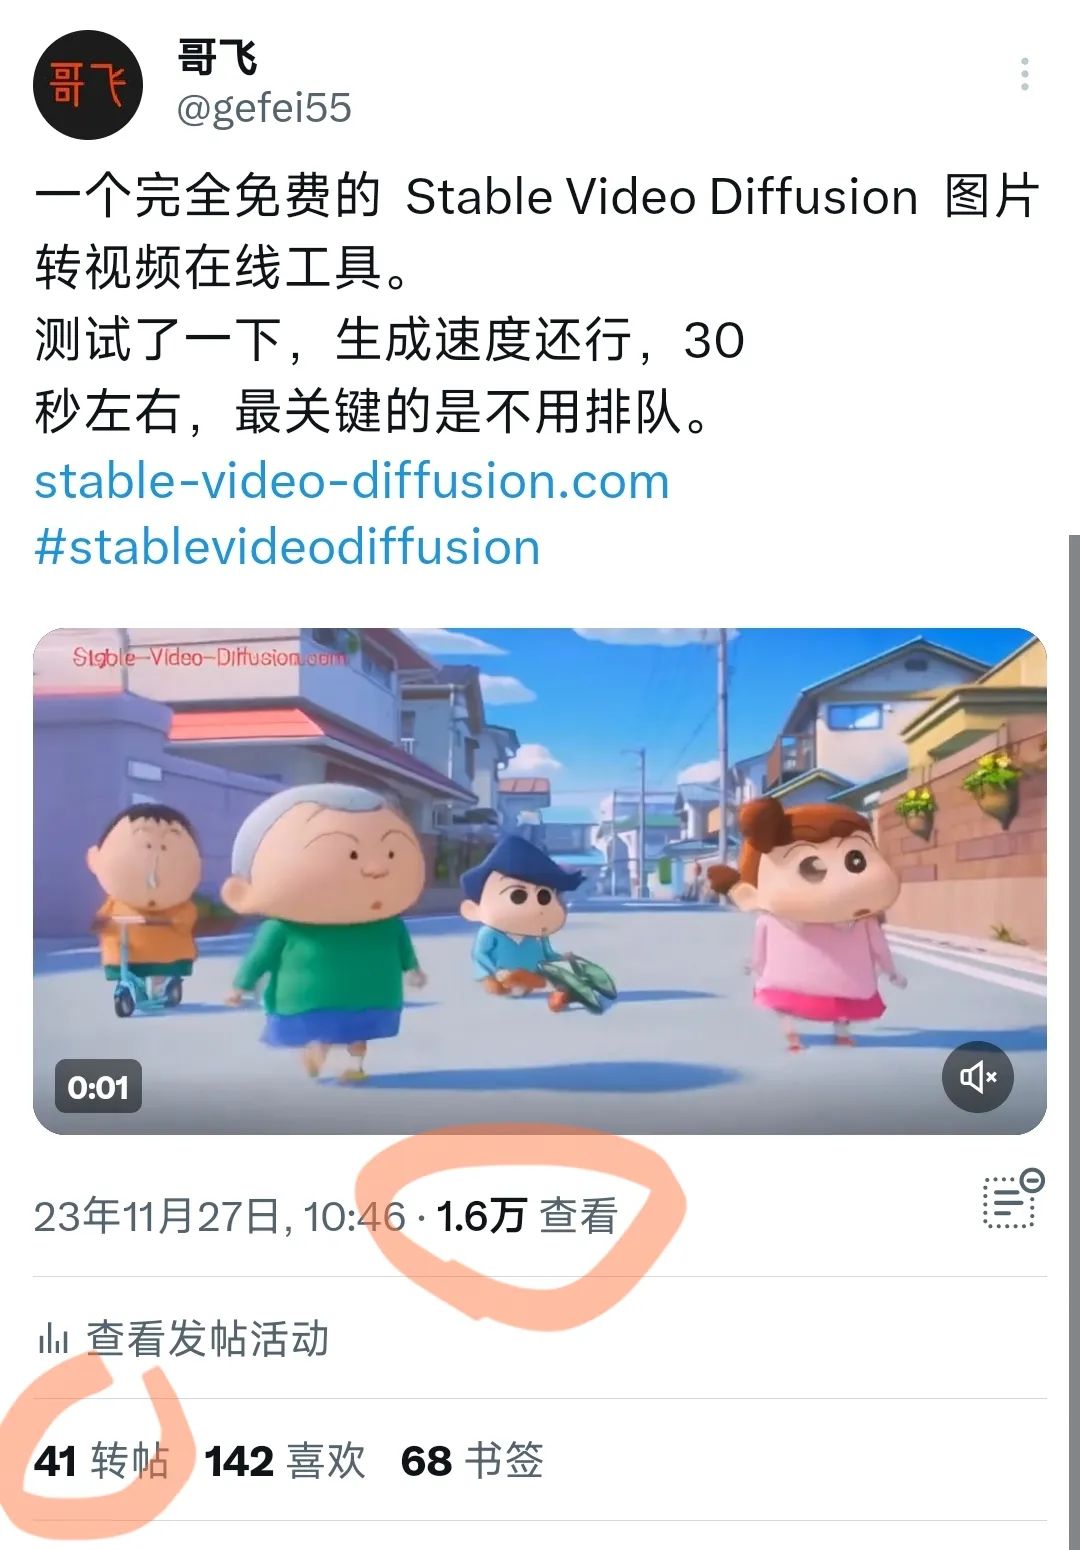 哥飞
哥飞
@gefei55
一个完全免费的 Stable Video Diffusion 图片
转视频在线工具。
测试了一下，生成速度还行，30
秒左右，最关键的是不用排队。
stable-video-diffusion.com
#stablevideodiffusion
Stable-Video-Diffusion.com
0:01
23年11月27日, 10:46 · 1.6万 查看
查看发帖活动
41 转帖 142 喜欢 68 书签